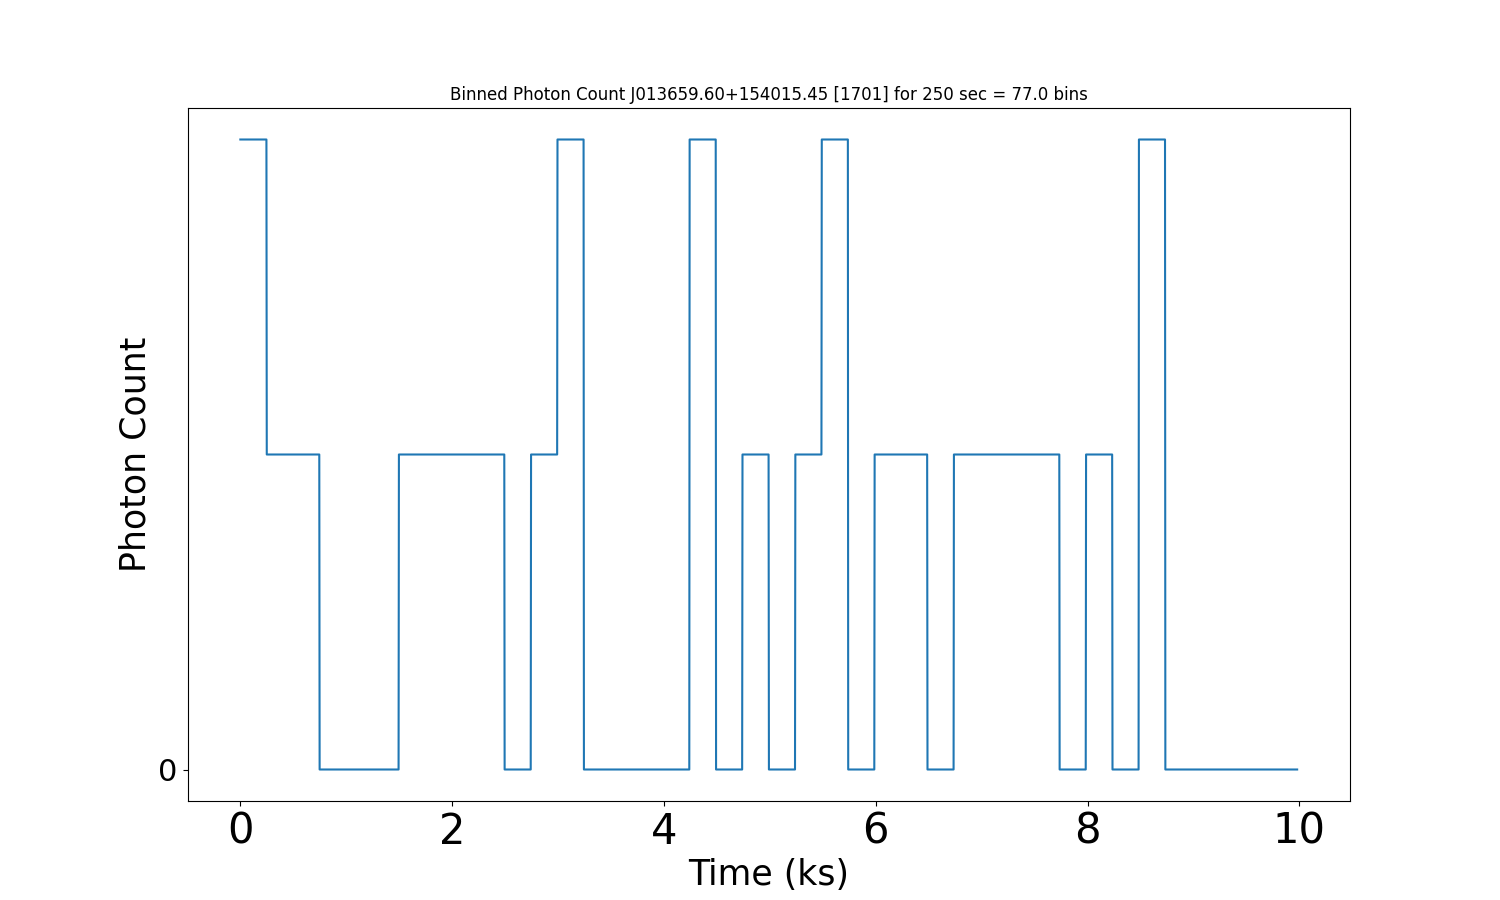 Binned Photon Count J013659.60+154015.45 [1701] for 250 sec = 77.0 bins
Photon Count
0
0 2 4 6 8 10
Time (ks)